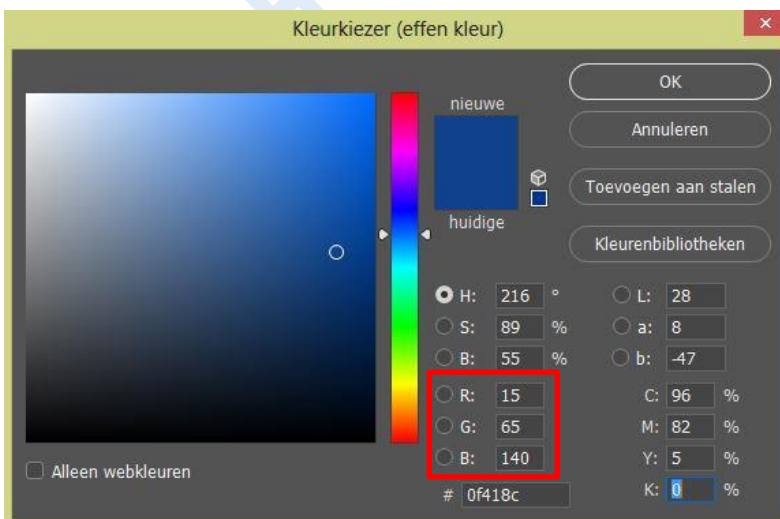 Kleurkiezer (effen kleur)
nieuwe
huidige
OK
Annuleren
Toevoegen aan stalen
Kleurenbibliotheken
H: 216 °
S: 89 %
B: 55 %
R: 15
G: 65
B: 140
# 0f418c
L: 28
a: 8
b: -47
C: 96 %
M: 82 %
Y: 5 %
K: 0 %
Alleen webkleuren